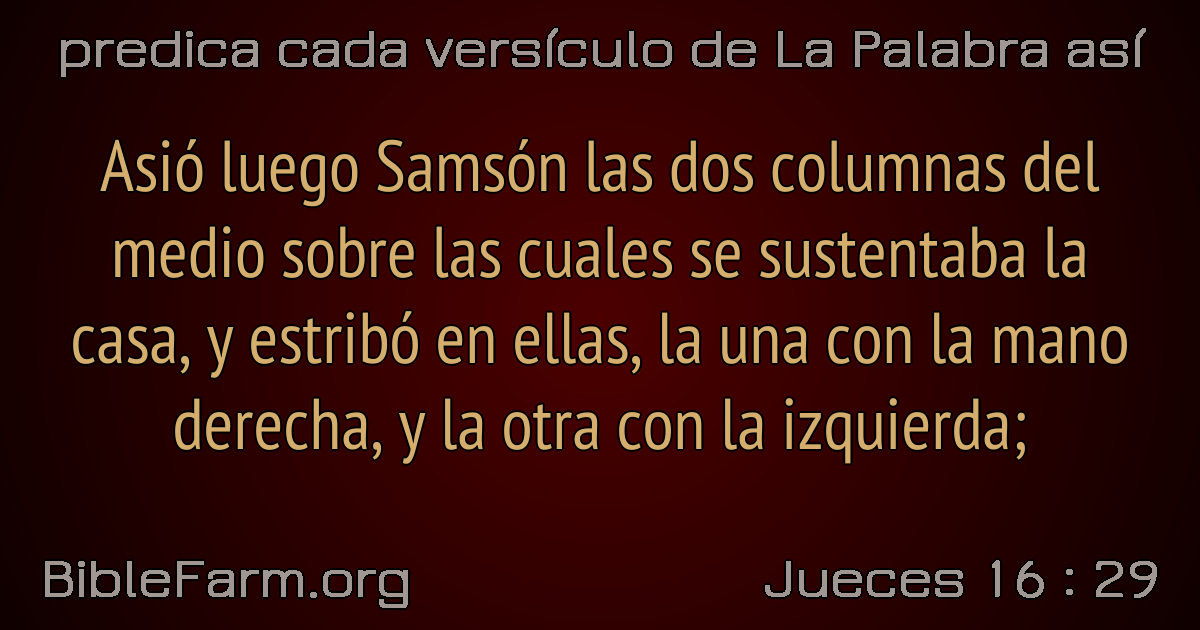 predica cada versículo de La Palabra así
Asió luego Samsón las dos columnas del
medio sobre las cuales se sustentaba la
casa, y estribó en ellas, la una con la mano
derecha, y la otra con la izquierda;
BibleFarm.org
Jueces 16 : 29